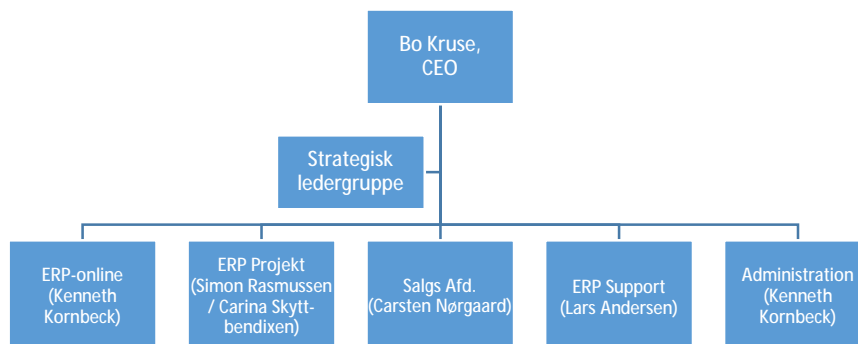 Bo Kruse,
CEO
Strategisk
ledergruppe
ERP-online
(Kenneth
Kornbeck)
ERP Projekt
(Simon Rasmussen
/ Carina Skytt-
bendixen)
Salgs Afd.
(Carsten Nørgaard)
ERP Support
(Lars Andersen)
Administration
(Kenneth
Kornbeck)